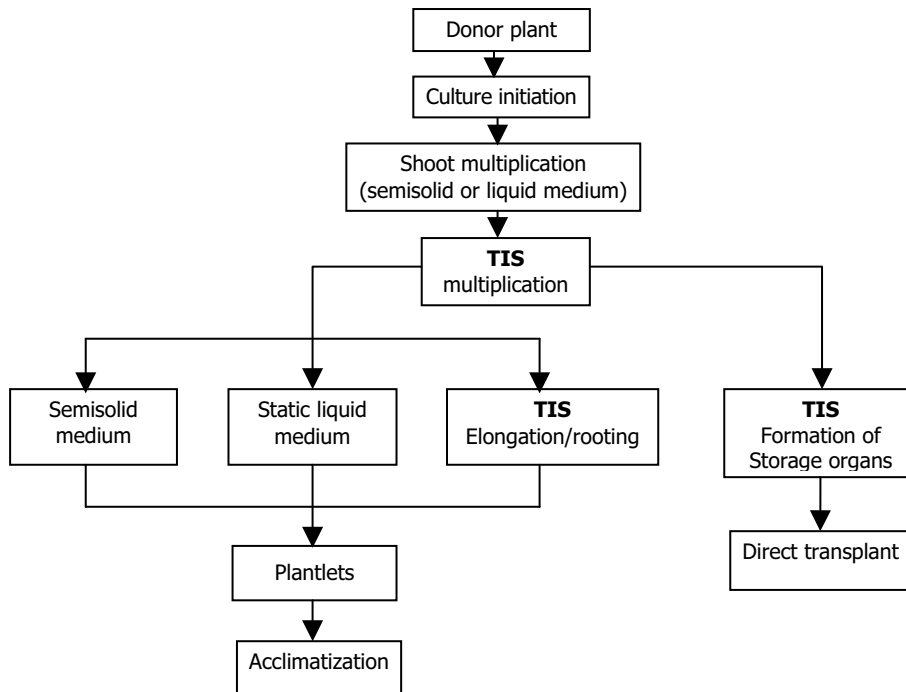 Donor plant
Culture initiation
Shoot multiplication
(semisolid or liquid medium)
TIS
multiplication
Semisolid
medium
Static liquid
medium
TIS
Elongation/rooting
TIS
Formation of
Storage organs
Plantlets
Direct transplant
Acclimatization